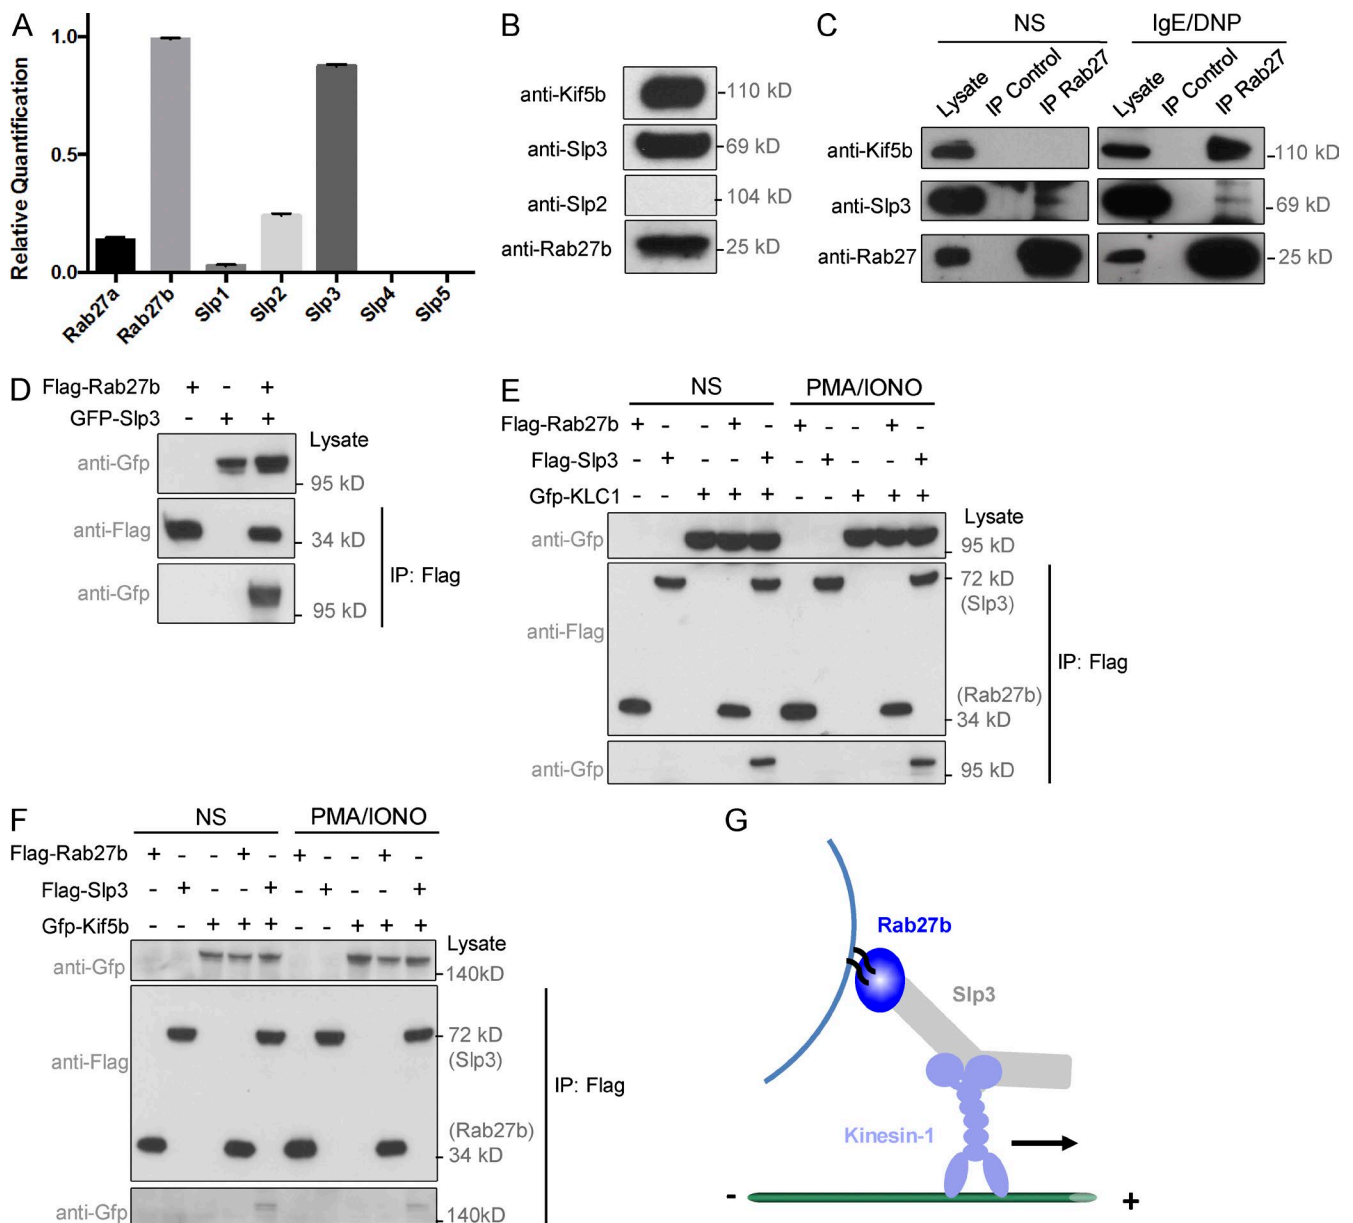 A
Relative Quantification
1.0
0.5
0.0
Rab27a
Rab27b
Slp1
Slp2
Slp3
Slp4
Slp5
B
anti-Kif5b
110 kD
anti-Slp3
69 kD
anti-Slp2
104 kD
anti-Rab27b
25 kD
C
NS IgE/DNP
Lysate IP Control IP Rab27 Lysate IP Control IP Rab27
anti-Kif5b
110 kD
anti-Slp3
69 kD
anti-Rab27
25 kD
D
Flag-Rab27b + - +
GFP-Slp3 - + +
Lysate
anti-Gfp
95 kD
anti-Flag
34 kD
anti-Gfp
95 kD
IP: Flag
E
NS PMA/IONO
Flag-Rab27b + - - + - + - - + -
Flag-Slp3 - + - - + - + - - +
Gfp-KLC1 - - + + + - - + + +
Lysate
anti-Gfp
95 kD
72 kD
(Slp3)
anti-Flag
(Rab27b)
34 kD
anti-Gfp
95 kD
IP: Flag
F
NS PMA/IONO
Flag-Rab27b + - - + - + - - + -
Flag-Slp3 - + - - + - + - - +
Gfp-Kif5b - - + + + - - + + +
Lysate
anti-Gfp
140kD
72 kD
(Slp3)
anti-Flag
(Rab27b)
34 kD
anti-Gfp
140kD
IP: Flag
G
Rab27b
Slp3
Kinesin-1
- +